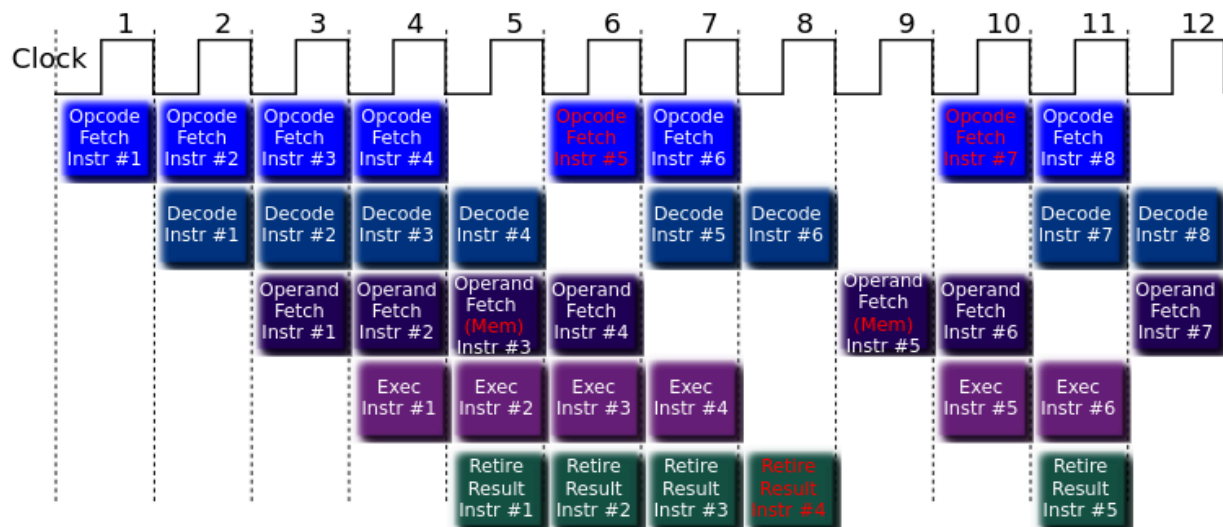 1 2 3 4 5 6 7 8 9 10 11 12
Clock
Opcode
Fetch
Instr #1
Opcode
Fetch
Instr #2
Opcode
Fetch
Instr #3
Opcode
Fetch
Instr #4
Opcode
Fetch
Instr #5
Opcode
Fetch
Instr #6
Opcode
Fetch
Instr #7
Opcode
Fetch
Instr #8
Decode
Instr #1
Decode
Instr #2
Decode
Instr #3
Decode
Instr #4
Decode
Instr #5
Decode
Instr #6
Decode
Instr #7
Decode
Instr #8
Operand
Fetch
Instr #1
Operand
Fetch
Instr #2
Operand
Fetch
(Mem)
Instr #3
Operand
Fetch
Instr #4
Operand
Fetch
(Mem)
Instr #5
Operand
Fetch
Instr #6
Operand
Fetch
Instr #7
Exec
Instr #1
Exec
Instr #2
Exec
Instr #3
Exec
Instr #4
Exec
Instr #5
Exec
Instr #6
Retire
Result
Instr #1
Retire
Result
Instr #2
Retire
Result
Instr #3
Retire
Result
Instr #4
Retire
Result
Instr #5